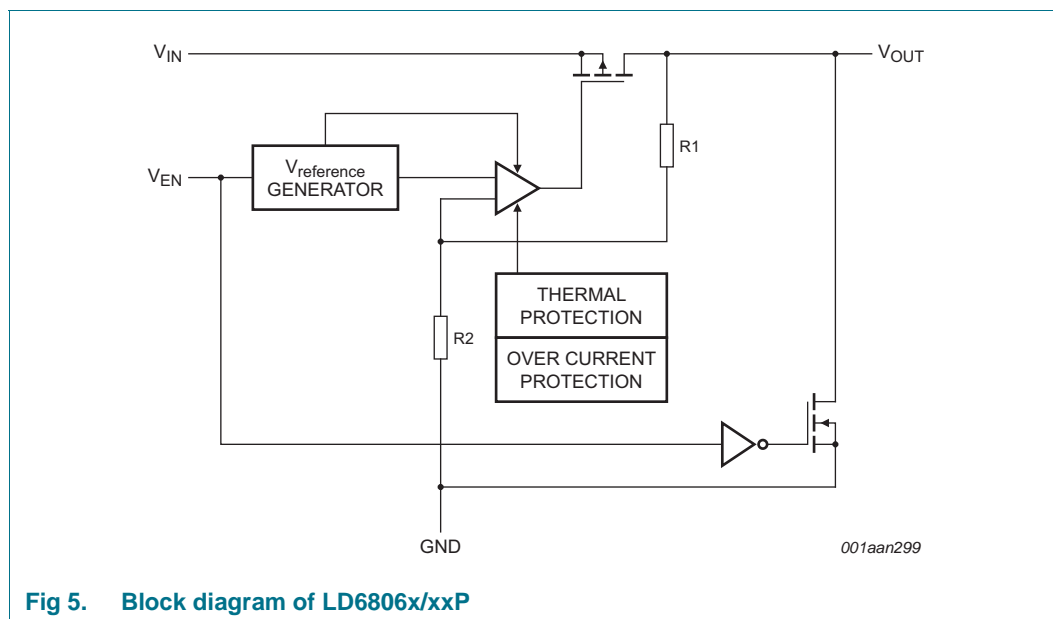 VIN
VOUT
R1
VEN
Vreference
GENERATOR
THERMAL
PROTECTION
R2
OVER CURRENT
PROTECTION
GND
001aan299
Fig 5. Block diagram of LD6806x/xxP